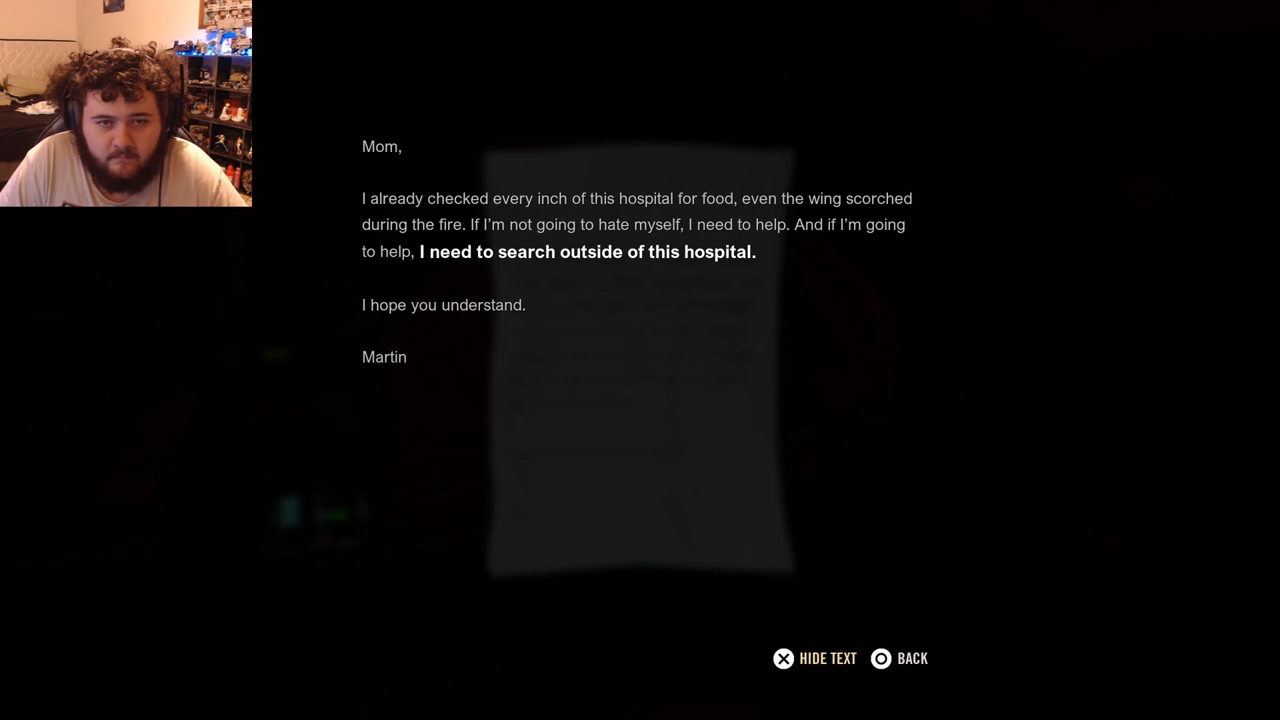 Mom,
I already checked every inch of this hospital for food, even the wing scorched
during the fire. If I’m not going to hate myself, I need to help. And if I’m going
to help, I need to search outside of this hospital.
I hope you understand.
Martin
HIDE TEXT BACK